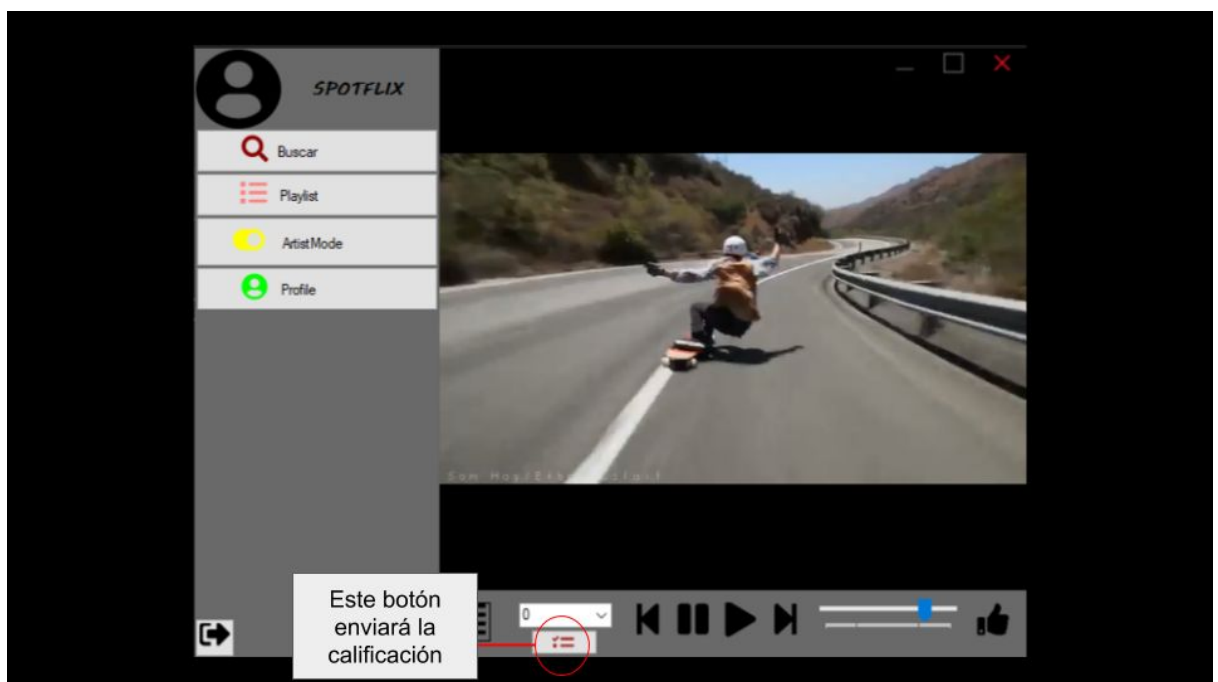 SPOTFLIX
Buscar
Playlist
ArtistMode
Profile
Este botón
enviará la
calificación
0